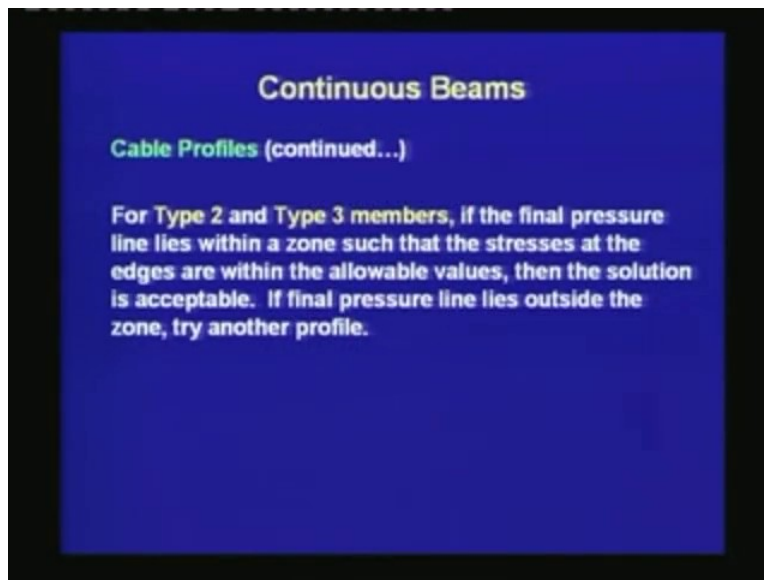 Continuous Beams
Cable Profiles (continued...)
For Type 2 and Type 3 members, if the final pressure
line lies within a zone such that the stresses at the
edges are within the allowable values, then the solution
is acceptable. If final pressure line lies outside the
zone, try another profile.